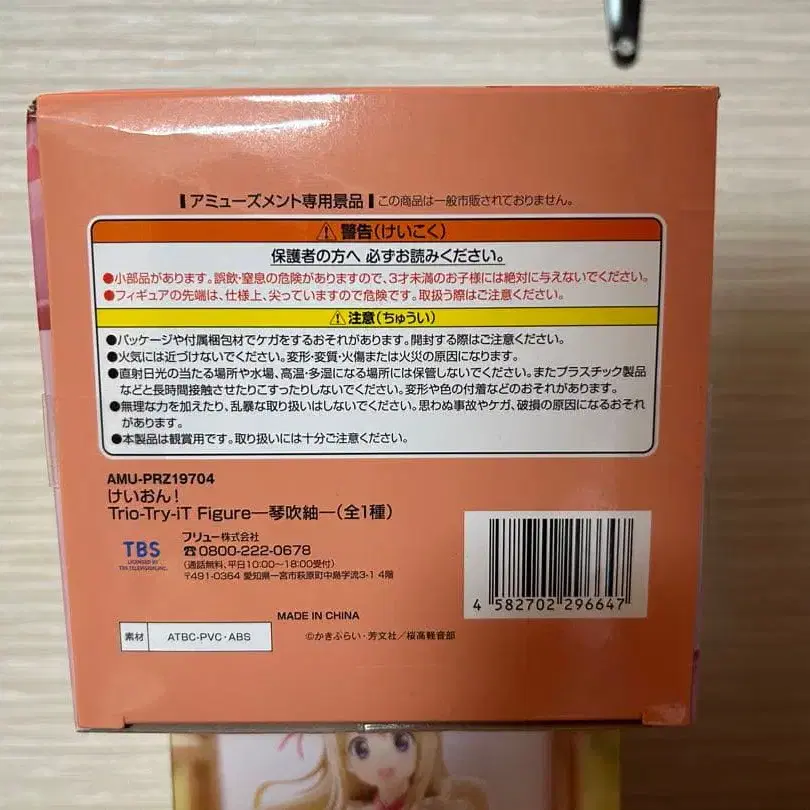 アミューズメント専用景品 この商品は一般市販されておりません。
⚠警告(けいこく)
保護者の方へ 必ずお読みください。
●小部品があります。誤飲・窒息の危険がありますので、3才未満のお子様には絶対に与えないでください。
●フィギュアの先端は、仕様上、尖っていますので危険です。取扱う際はご注意ください。
⚠注意(ちゅうい)
●パッケージや付属梱包材でケガをするおそれがあります。開封する際はご注意ください。
●火気には近づけないでください。変形・変質・火傷または火災の原因になります。
●直射日光の当たる場所や水場、高温・多湿になる場所には保管しないでください。またプラスチック製品
などと長時間接触させたりこすったりしないでください。変形や色の付着などのおそれがあります。
●無理な力を加えたり、乱暴な取り扱いはしないでください。思わぬ事故やケガ、破損の原因になるおそれ
があります。
●本製品は観賞用です。取り扱いには十分ご注意ください。
AMU-PRZ19704
けいおん!
Trio-Try-iT Figure―琴吹紬―(全1種)
TBS
LICENSED BY
TBS TELEVISION, INC.
フリュー株式会社
☎0800-222-0678
(通話無料、平日10:00~18:00受付)
〒491-0364 愛知県一宮市萩原町中島字流3-1 4階
4 582702 296647
MADE IN CHINA
素材 ATBC-PVC・ABS
©かきふらい・芳文社/桜高軽音部